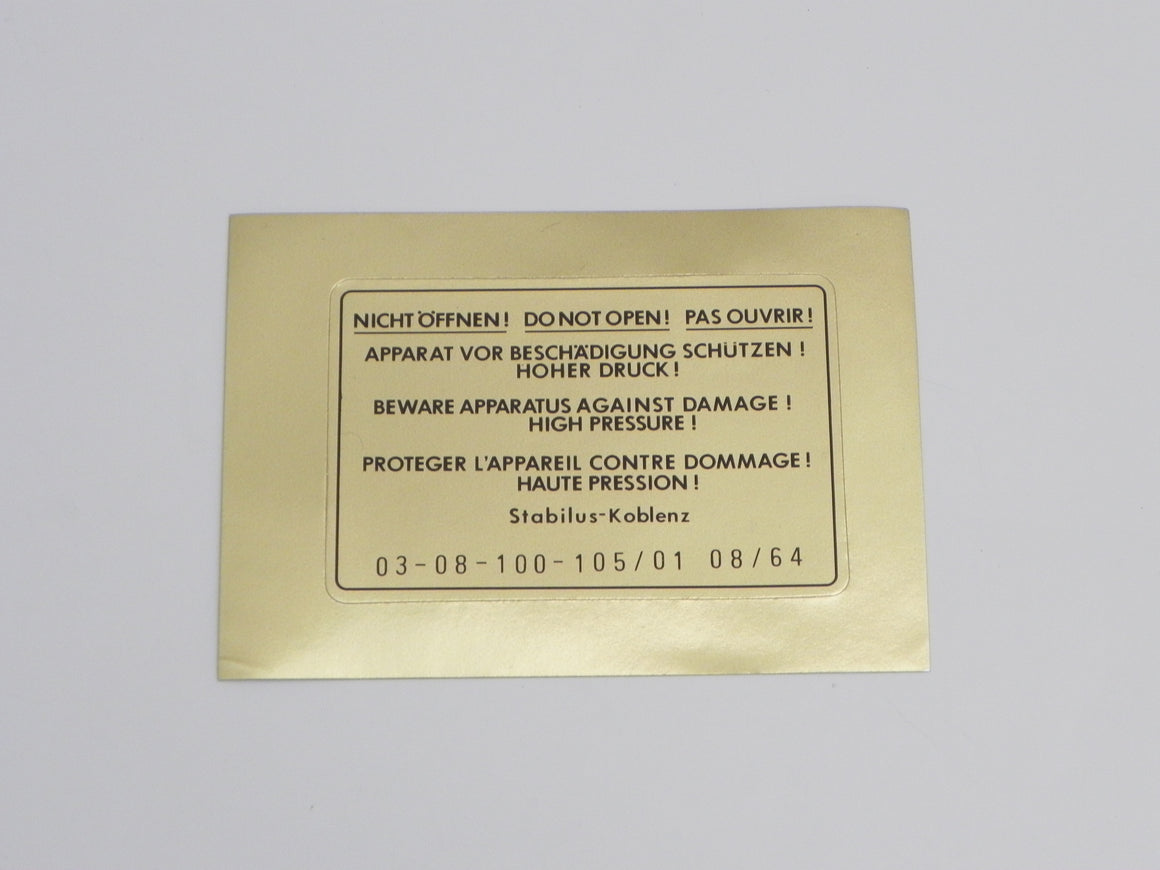 NICHT ÖFFNEN! DO NOT OPEN! PAS OUVRIR!
APPARAT VOR BESCHÄDIGUNG SCHÜTZEN!
HOHER DRUCK!
BEWARE APPARATUS AGAINST DAMAGE!
HIGH PRESSURE!
PROTEGER L'APPAREIL CONTRE DOMMAGE!
HAUTE PRESSION!
Stabilus-Koblenz
03-08-100-105/01 08/64